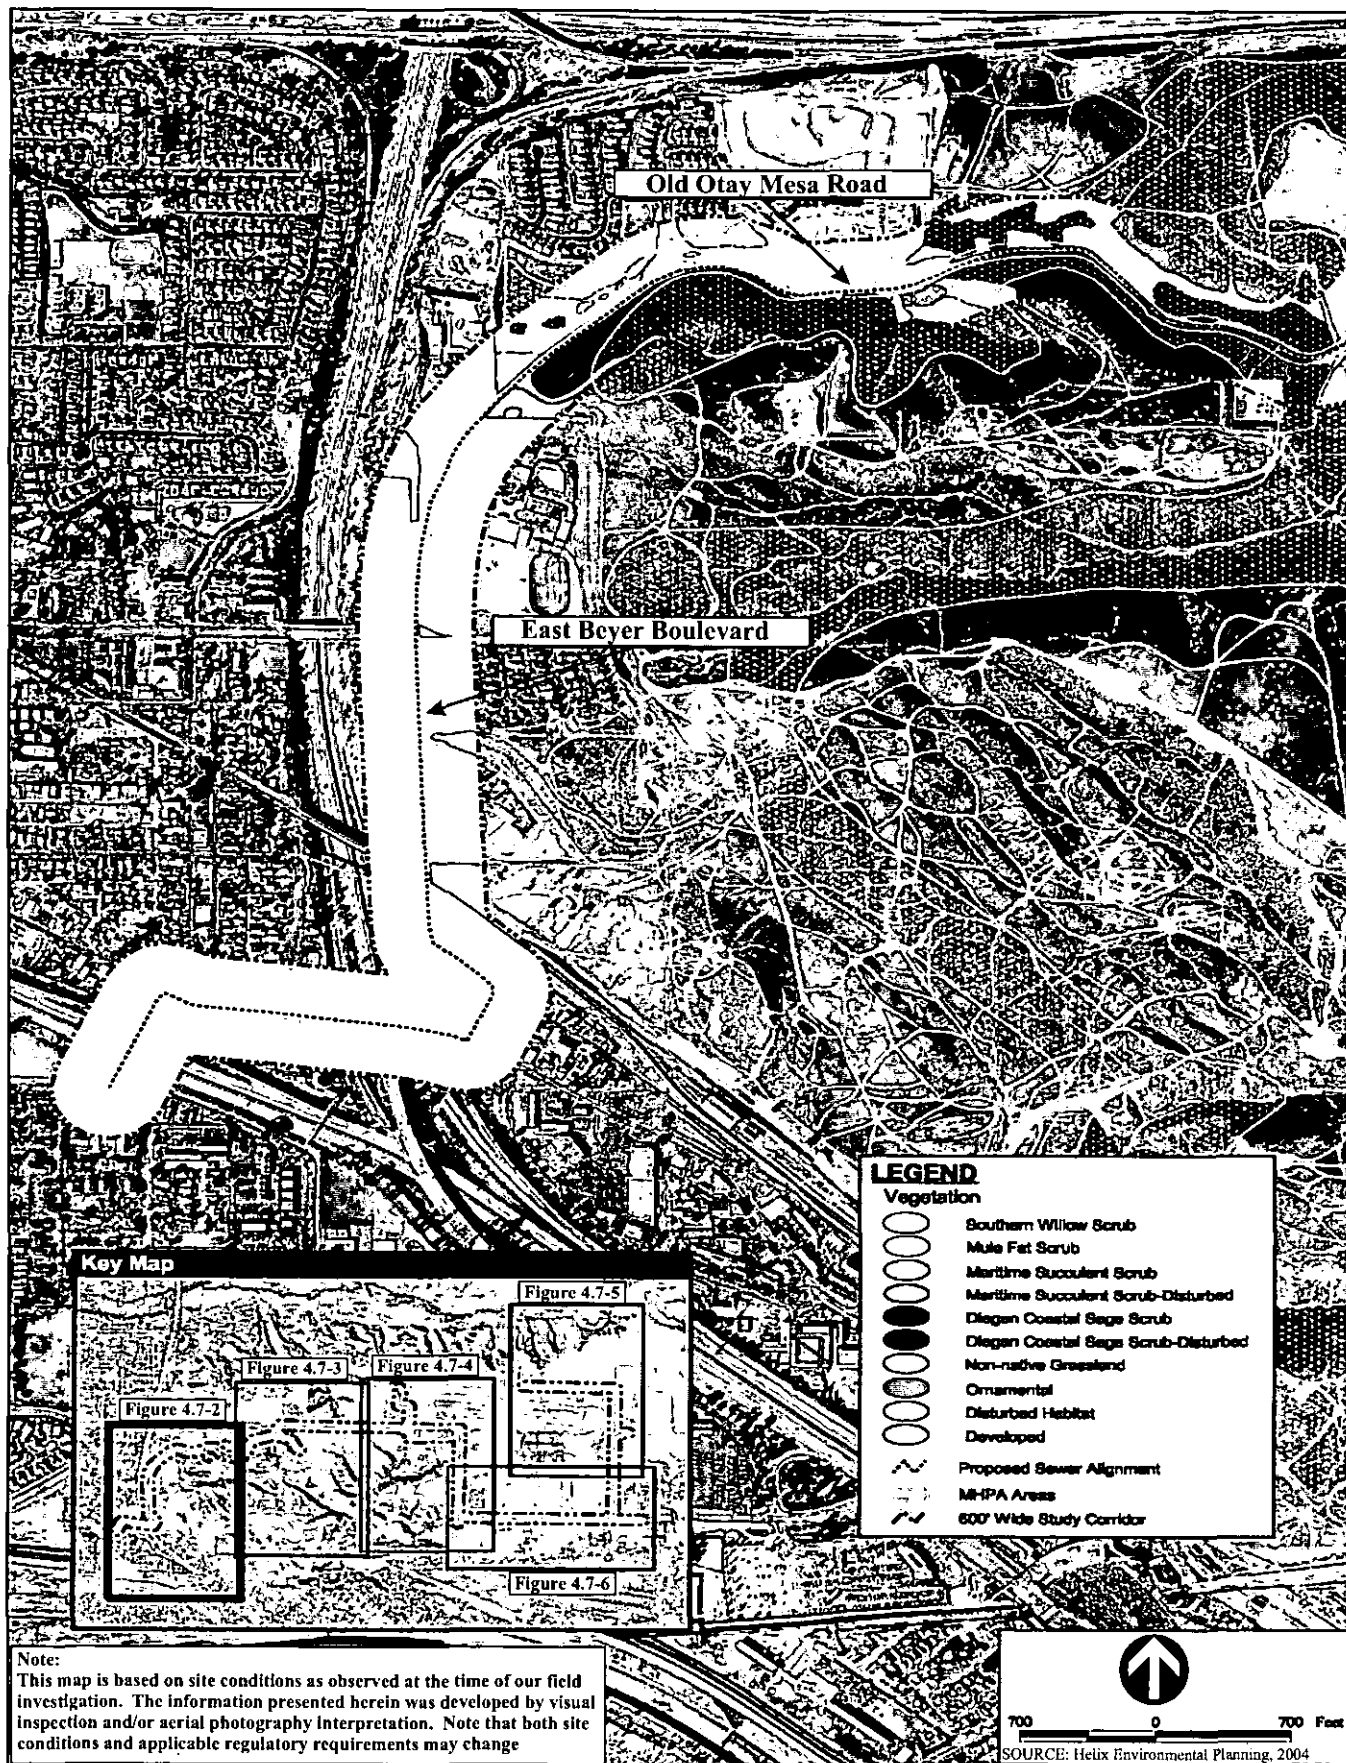 Old Otay Mesa Road
East Beyer Boulevard
LEGEND
Vegetation
Southern Willow Scrub
Mule Fat Scrub
Maritime Succulent Scrub
Maritime Succulent Scrub-Disturbed
Diegan Coastal Sage Scrub
Diegan Coastal Sage Scrub-Disturbed
Non-native Grassland
Ornamental
Disturbed Habitat
Developed
Proposed Sewer Alignment
MHPA Areas
600' Wide Study Corridor
Key Map
Figure 4.7-5
Figure 4.7-3
Figure 4.7-4
Figure 4.7-2
Figure 4.7-6
Note:
This map is based on site conditions as observed at the time of our field
investigation. The information presented herein was developed by visual
inspection and/or aerial photography interpretation. Note that both site
conditions and applicable regulatory requirements may change
700 0 700 Feet
SOURCE: Helix Environmental Planning, 2004